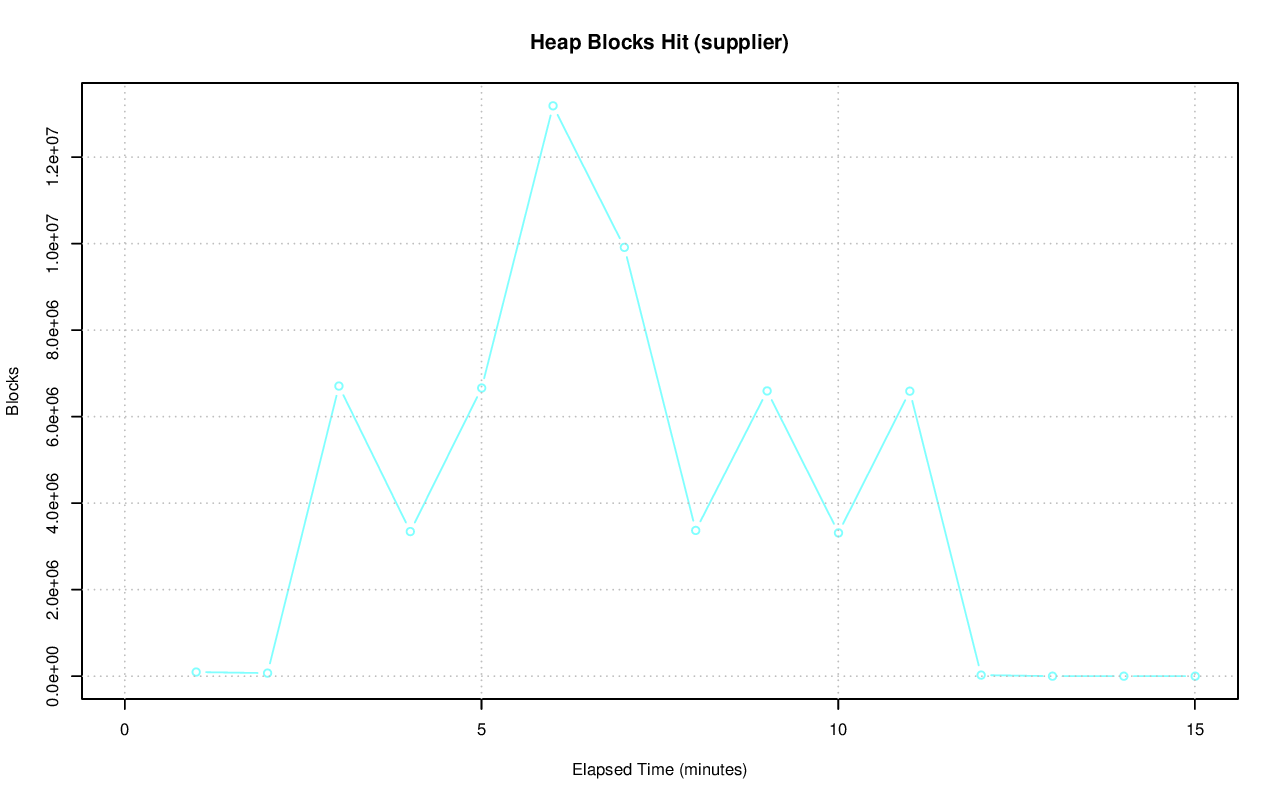 Heap Blocks Hit (supplier)
Blocks
1.2e+07
1.0e+07
8.0e+06
6.0e+06
4.0e+06
2.0e+06
0.0e+00
0 5 10 15
Elapsed Time (minutes)